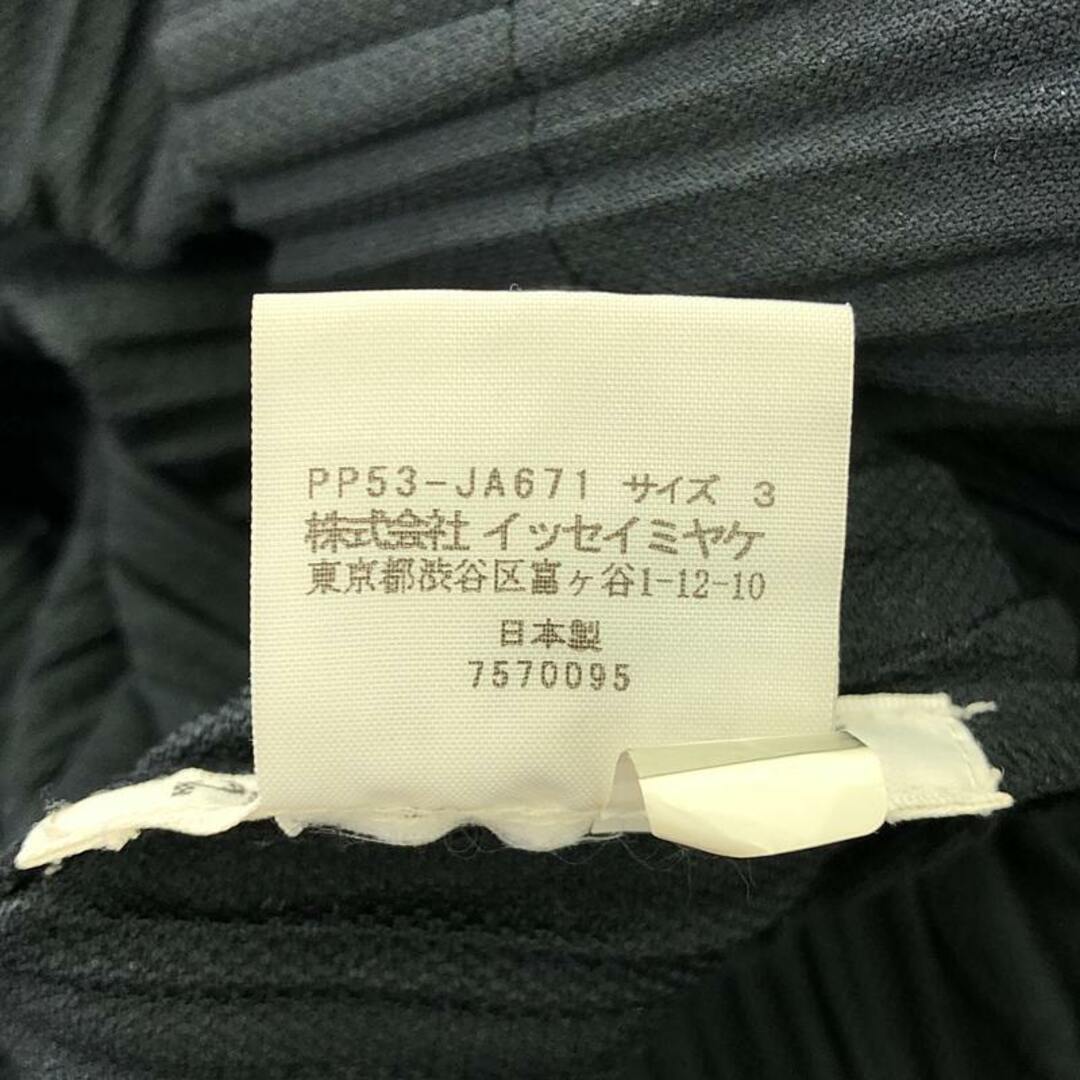 PP53-JA671 サイズ 3
株式会社 イッセイミヤケ
東京都渋谷区富ヶ谷1-12-10
日本製
7570095